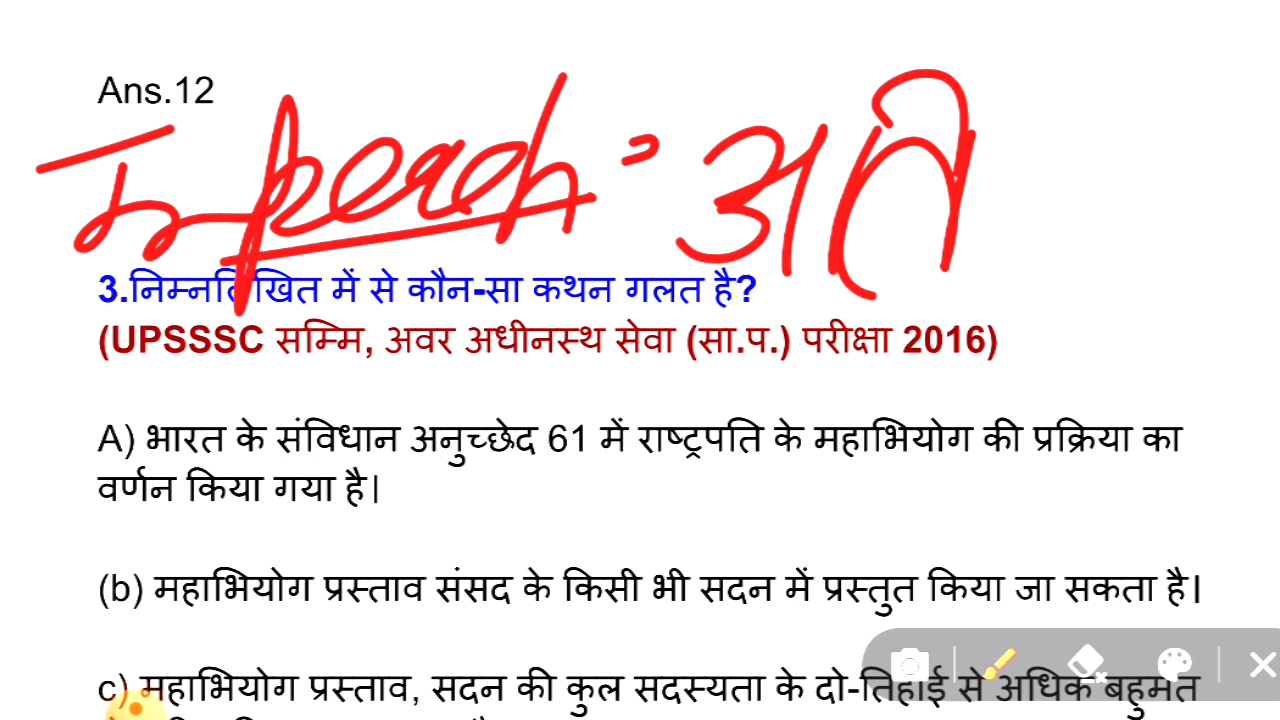 Ans.12
Impeach = अति
3.निम्नलिखित में से कौन-सा कथन गलत है?
(UPSSSC सम्मि, अवर अधीनस्थ सेवा (सा.प.) परीक्षा 2016)
A) भारत के संविधान अनुच्छेद 61 में राष्ट्रपति के महाभियोग की प्रक्रिया का
वर्णन किया गया है।
(b) महाभियोग प्रस्ताव संसद के किसी भी सदन में प्रस्तुत किया जा सकता है।
c) महाभियोग प्रस्ताव, सदन की कुल सदस्यता के दो-तिहाई से अधिक बहुमत